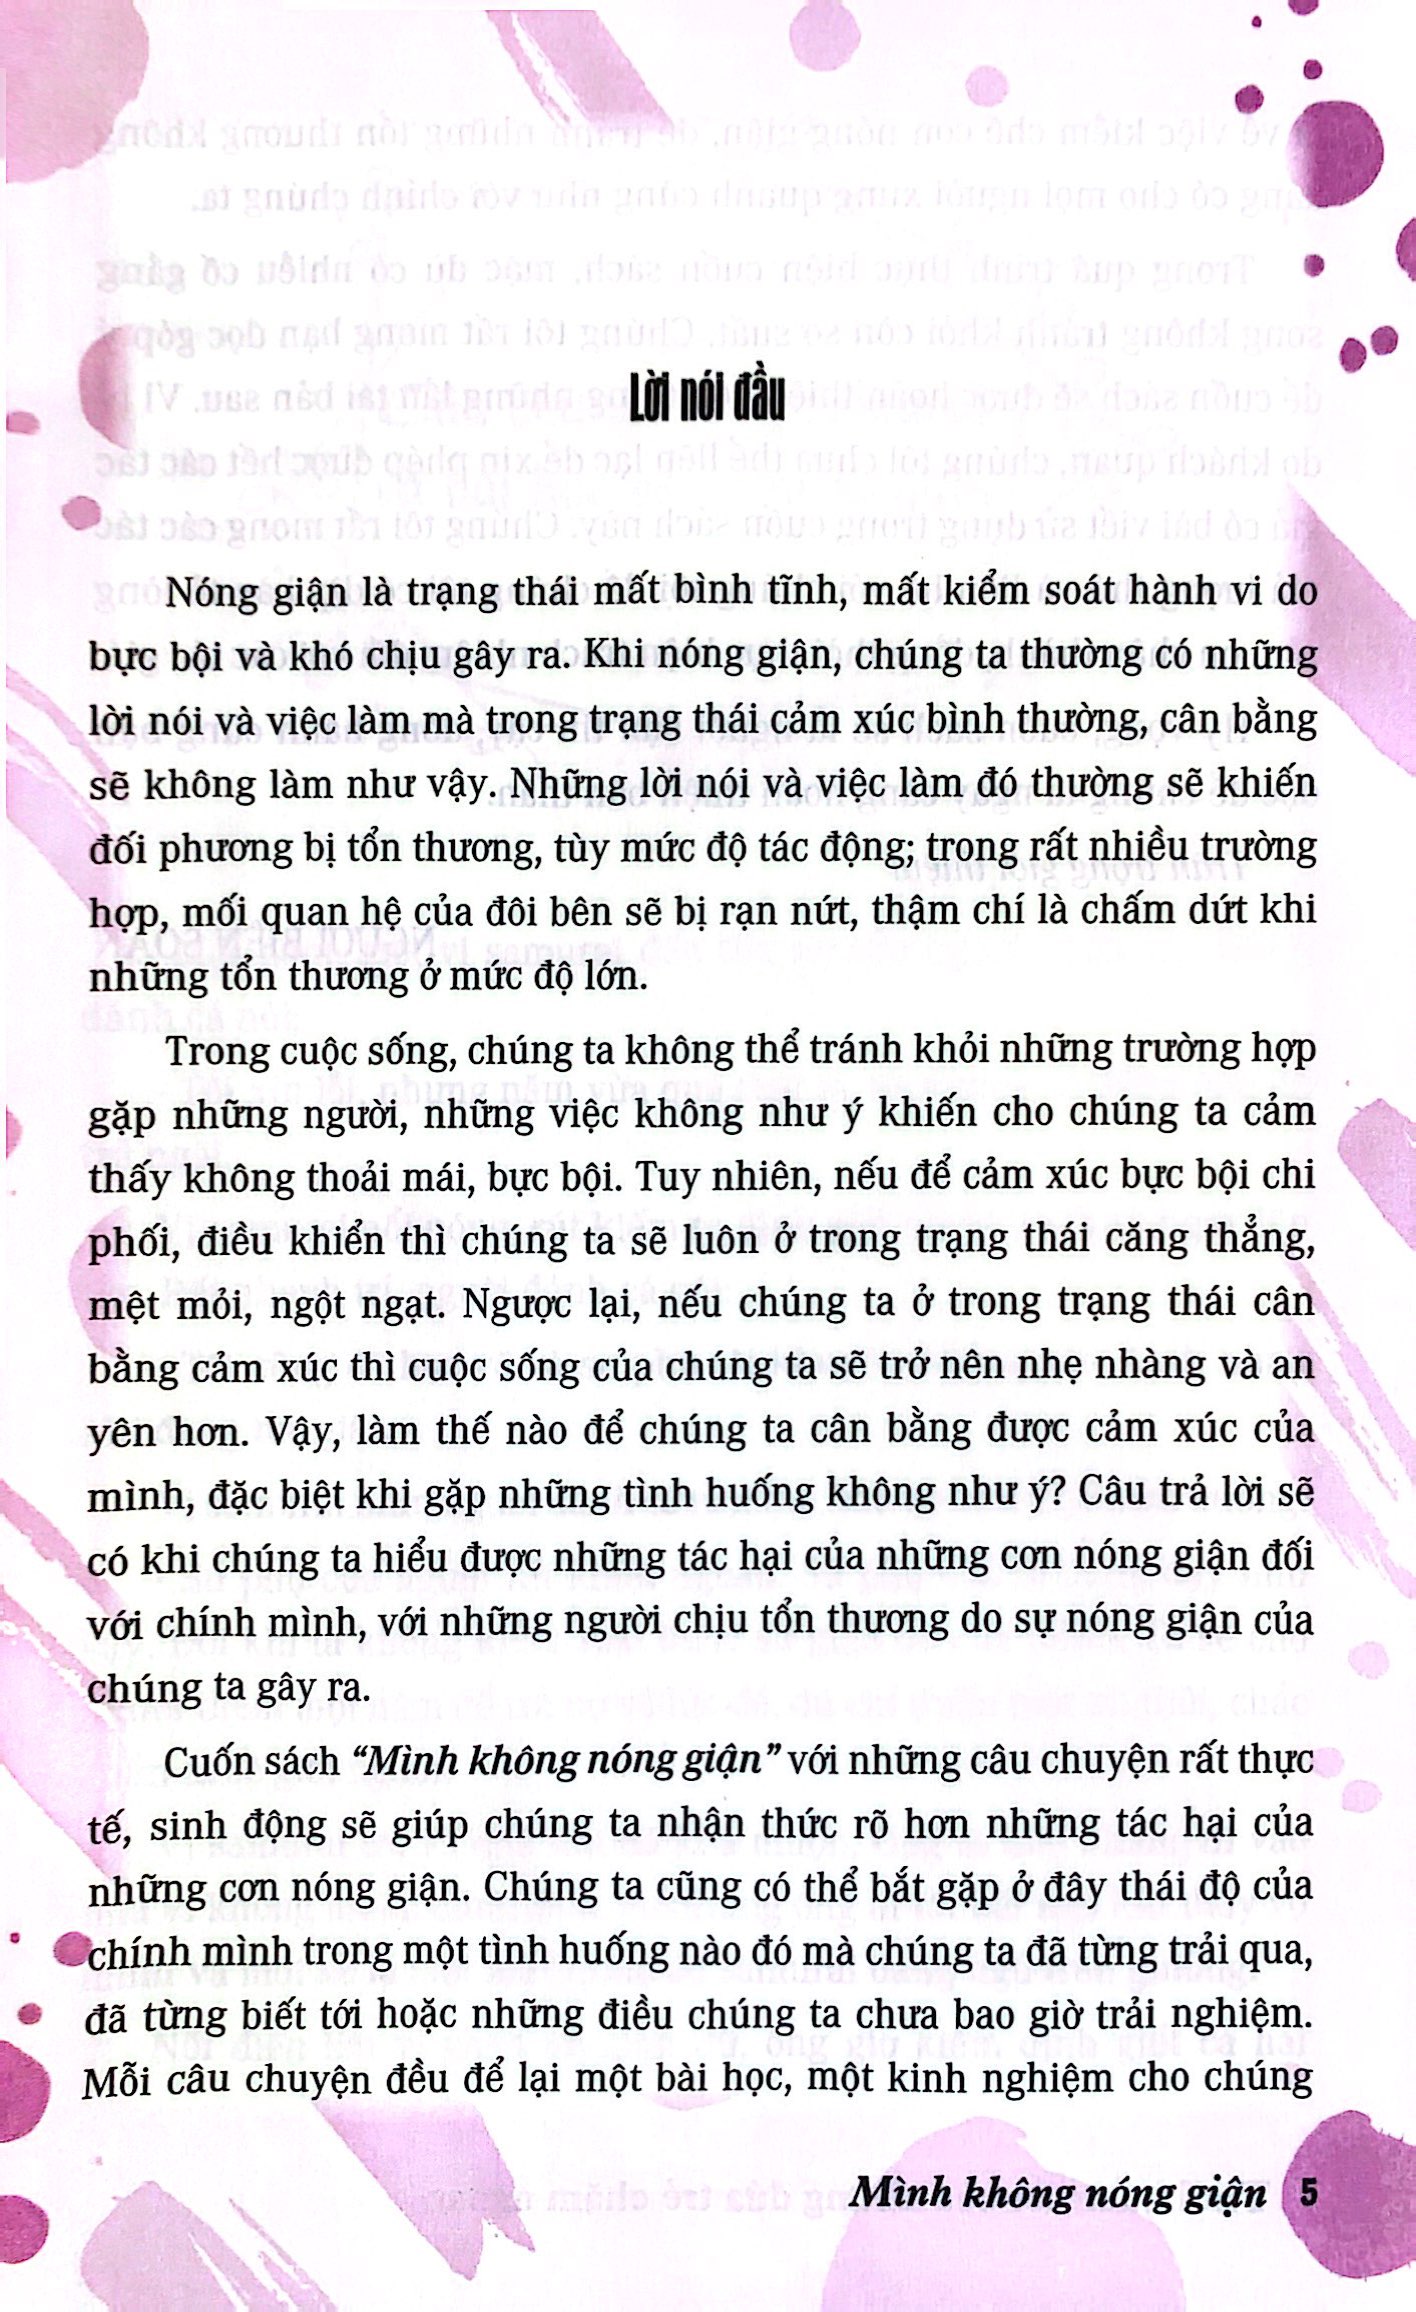 Lời nói đầu
Nóng giận là trạng thái mất bình tĩnh, mất kiểm soát hành vi do
bực bội và khó chịu gây ra. Khi nóng giận, chúng ta thường có những
lời nói và việc làm mà trong trạng thái cảm xúc bình thường, cân bằng
sẽ không làm như vậy. Những lời nói và việc làm đó thường sẽ khiến
đối phương bị tổn thương, tùy mức độ tác động; trong rất nhiều trường
hợp, mối quan hệ của đôi bên sẽ bị rạn nứt, thậm chí là chấm dứt khi
những tổn thương ở mức độ lớn.
Trong cuộc sống, chúng ta không thể tránh khỏi những trường hợp
gặp những người, những việc không như ý khiến cho chúng ta cảm
thấy không thoải mái, bực bội. Tuy nhiên, nếu để cảm xúc bực bội chi
phối, điều khiển thì chúng ta sẽ luôn ở trong trạng thái căng thẳng,
mệt mỏi, ngột ngạt. Ngược lại, nếu chúng ta ở trong trạng thái cân
bằng cảm xúc thì cuộc sống của chúng ta sẽ trở nên nhẹ nhàng và an
yên hơn. Vậy, làm thế nào để chúng ta cân bằng được cảm xúc của
mình, đặc biệt khi gặp những tình huống không như ý? Câu trả lời sẽ
có khi chúng ta hiểu được những tác hại của những cơn nóng giận đối
với chính mình, với những người chịu tổn thương do sự nóng giận của
chúng ta gây ra.
Cuốn sách “Mình không nóng giận” với những câu chuyện rất thực
tế, sinh động sẽ giúp chúng ta nhận thức rõ hơn những tác hại của
những cơn nóng giận. Chúng ta cũng có thể bắt gặp ở đây thái độ của
chính mình trong một tình huống nào đó mà chúng ta đã từng trải qua,
đã từng biết tới hoặc những điều chúng ta chưa bao giờ trải nghiệm.
Mỗi câu chuyện đều để lại một bài học, một kinh nghiệm cho chúng
Mình không nóng giận 5